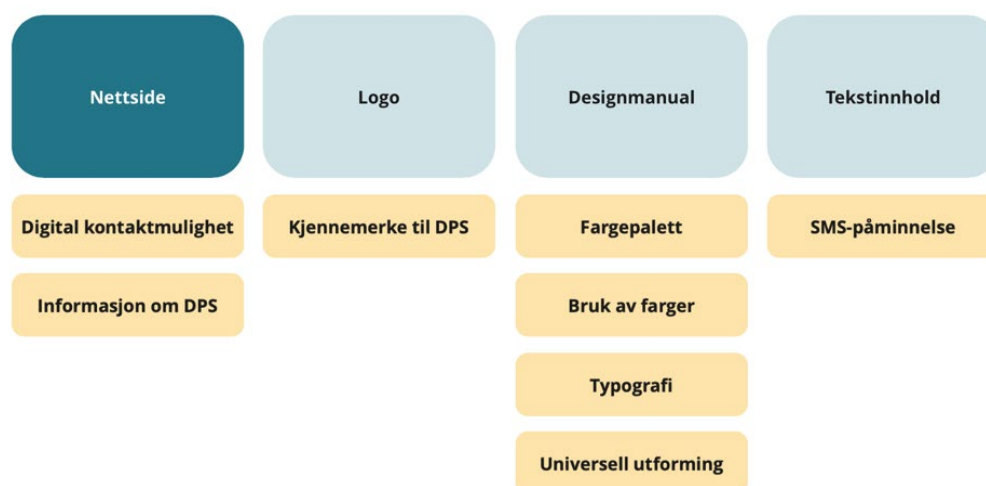 Nettside
Logo
Designmanual
Tekstinnhold
Digital kontaktmulighet
Kjennemerke til DPS
Fargepalett
SMS-påminnelse
Informasjon om DPS
Bruk av farger
Typografi
Universell utforming